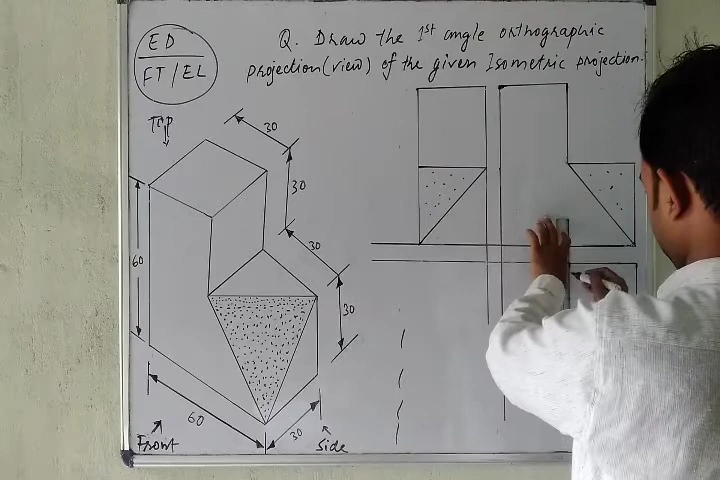 ED
FT/EL
Q. Draw the 1st angle orthographic
projection(view) of the given Isometric projection.
TOP
30
30
30
60
30
60
30
Front
Side